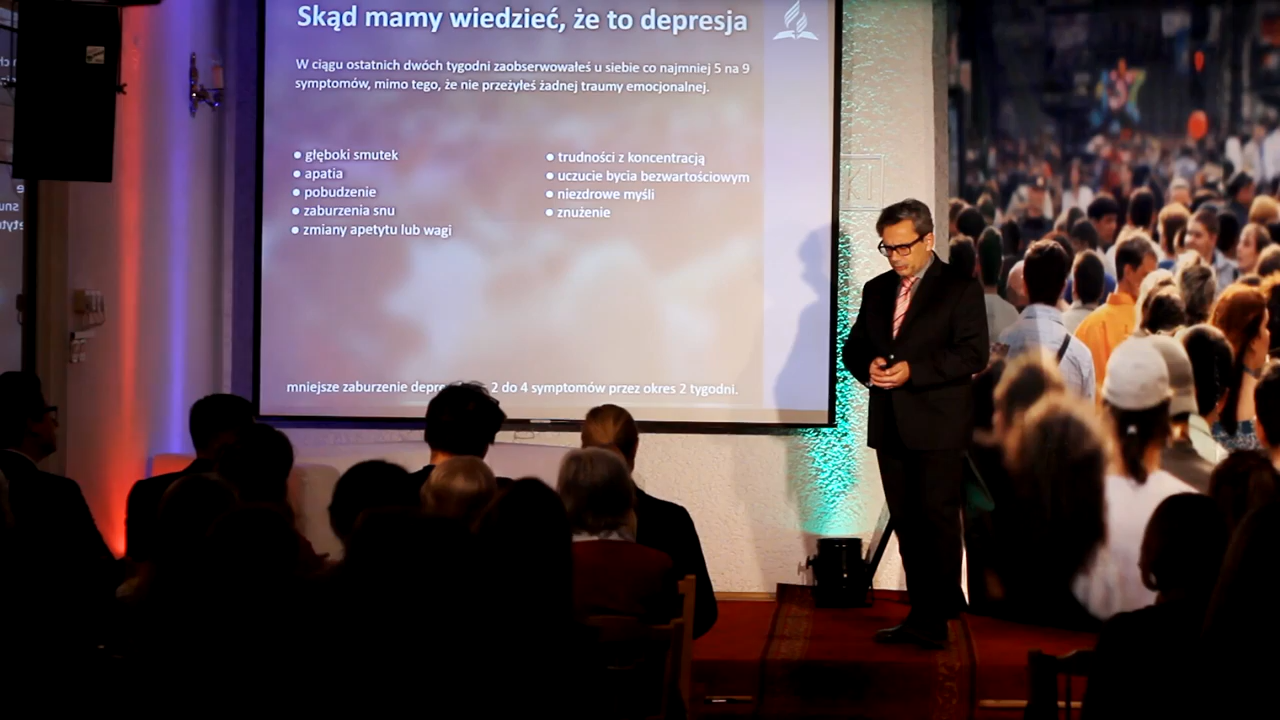 Skąd mamy wiedzieć, że to depresja
W ciągu ostatnich dwóch tygodni zaobserwowałeś u siebie co najmniej 5 na 9
symptomów, mimo tego, że nie przeżyłeś żadnej traumy emocjonalnej.
• głęboki smutek
• apatia
• pobudzenie
• zaburzenia snu
• zmiany apetytu lub wagi
• trudności z koncentracją
• uczucie bycia bezwartościowym
• niezdrowe myśli
• znużenie
mniejsze zaburzenie depre 2 do 4 symptomów przez okres 2 tygodni.